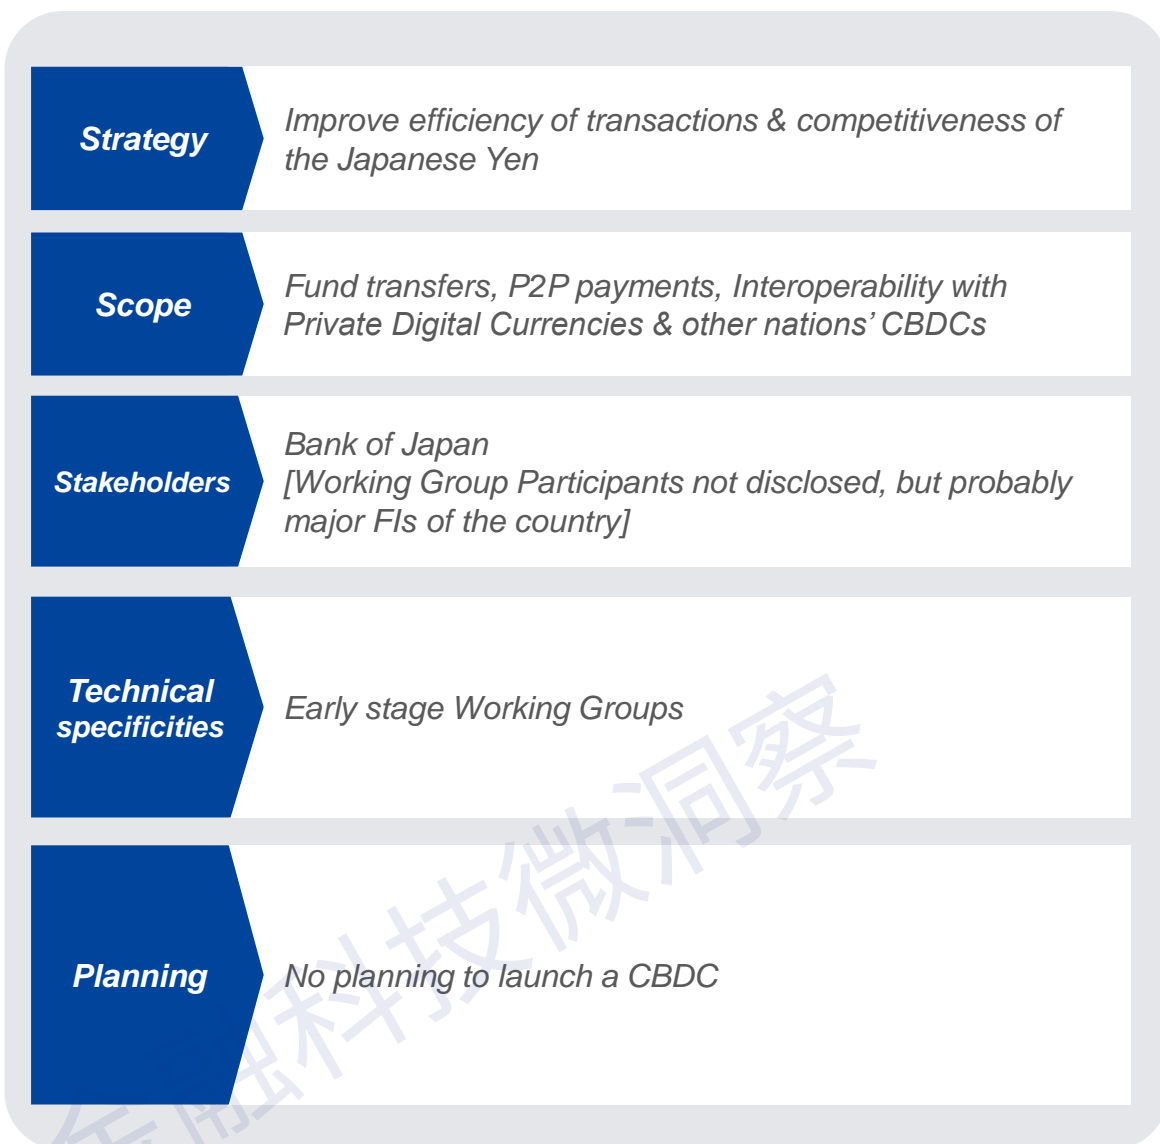 Strategy
Improve efficiency of transactions & competitiveness of
the Japanese Yen
Scope
Fund transfers, P2P payments, Interoperability with
Private Digital Currencies & other nations' CBDCs
Stakeholders
Bank of Japan
[Working Group Participants not disclosed, but probably
major FIs of the country]
Technical
specificities
Early stage Working Groups
Planning
No planning to launch a CBDC
金融科技微洞察